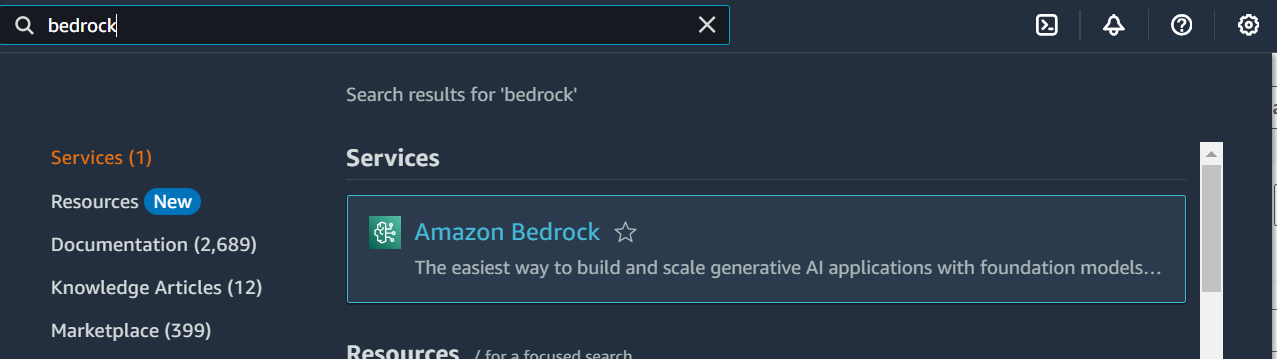 bedrock
Search results for 'bedrock'
Services (1)
Resources New
Documentation (2,689)
Knowledge Articles (12)
Marketplace (399)
Services
Amazon Bedrock
The easiest way to build and scale generative AI applications with foundation models...
Resources / for a focused search